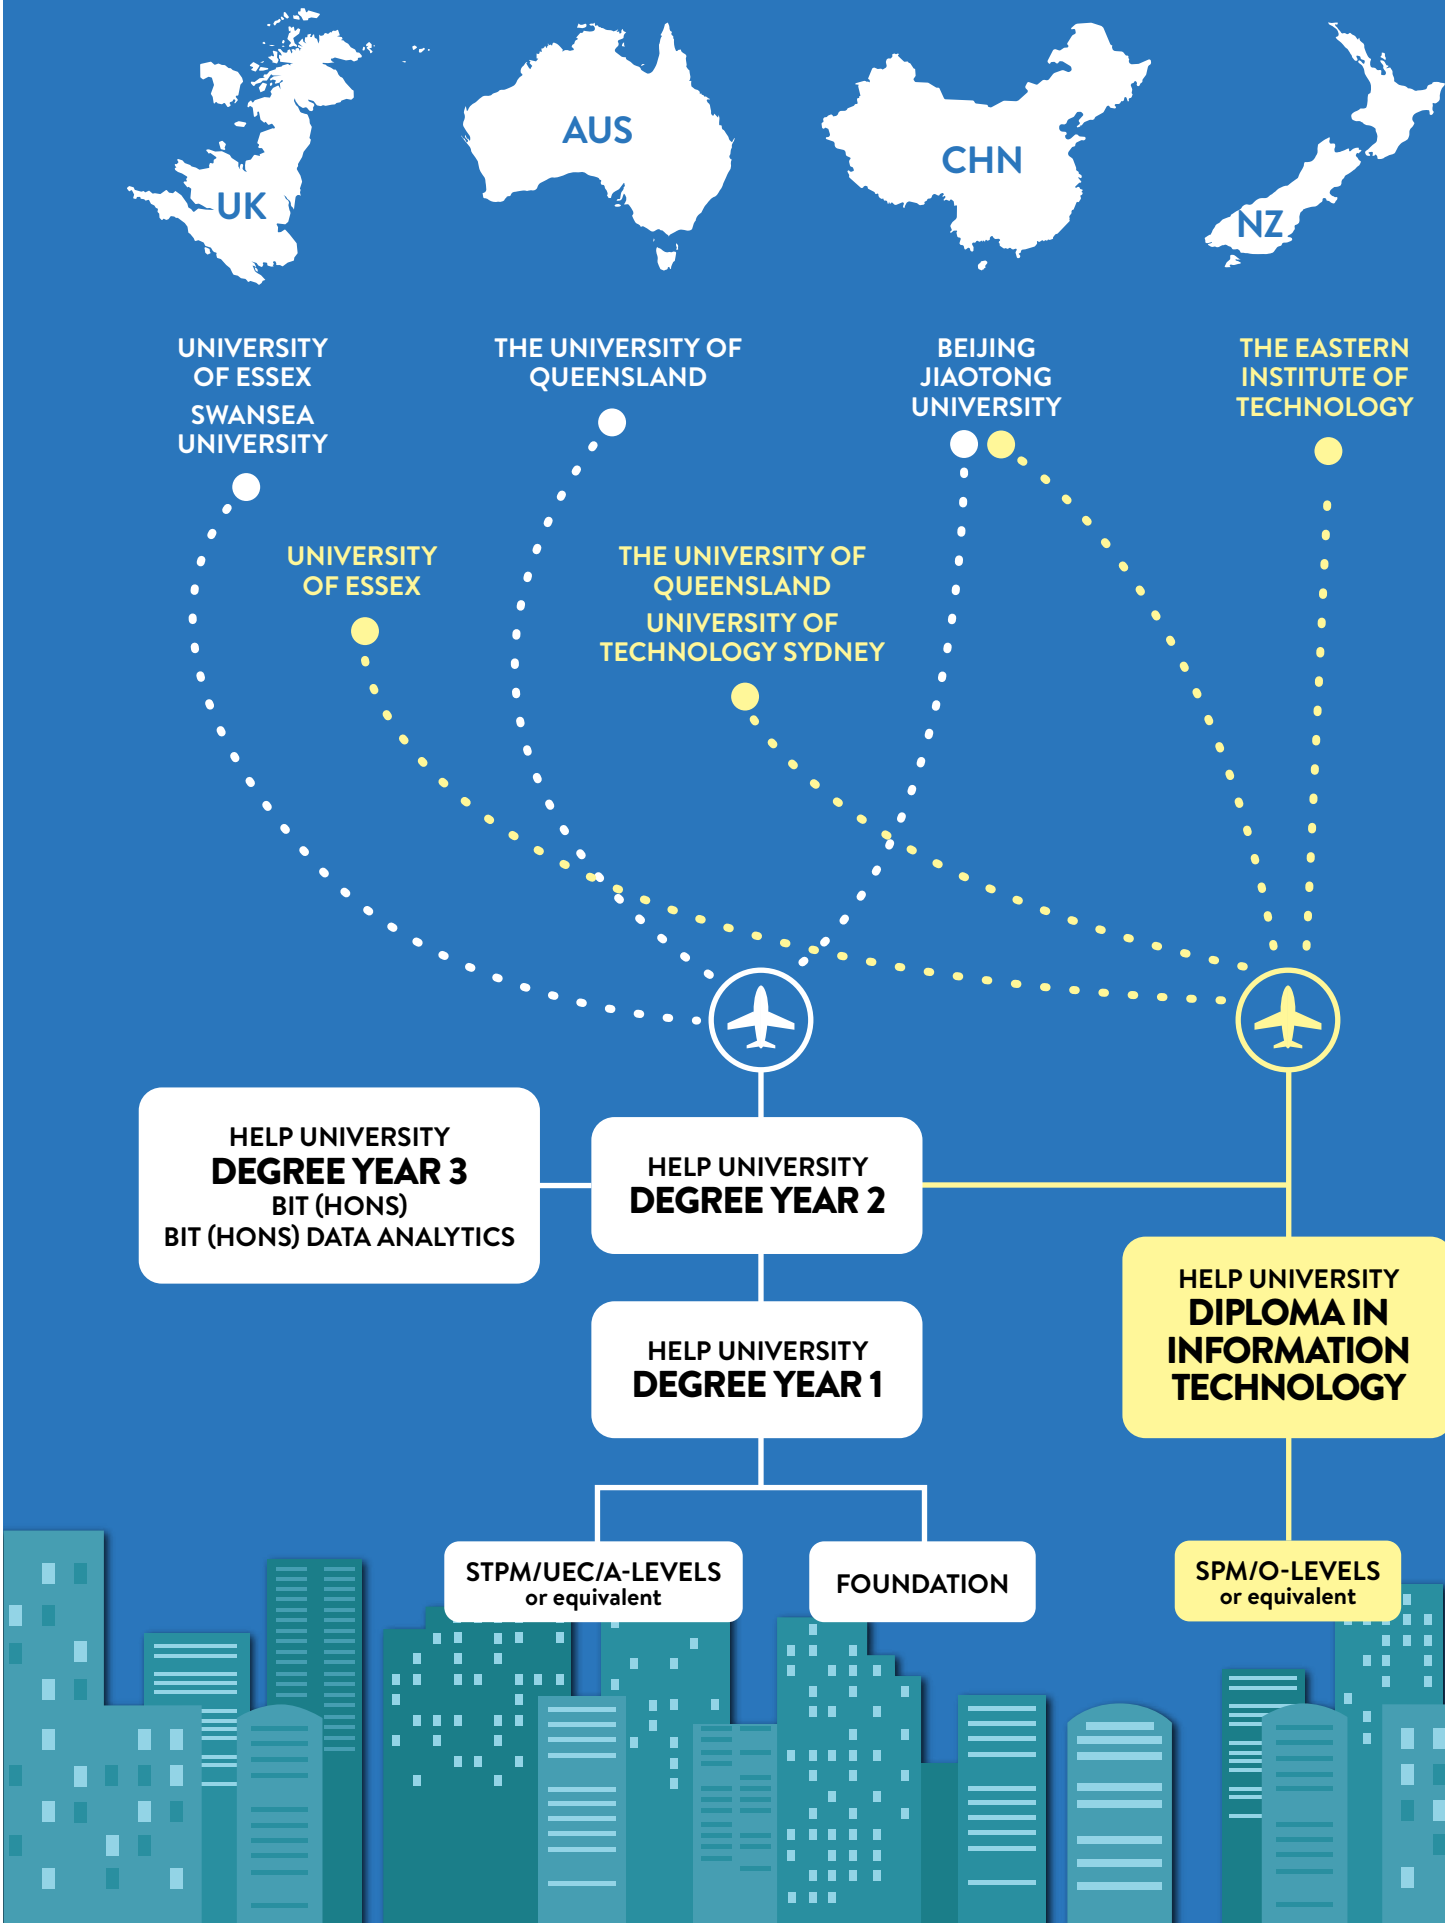 UK
AUS
CHN
NZ
UNIVERSITY
OF ESSEX
SWANSEA
UNIVERSITY
THE UNIVERSITY OF
QUEENSLAND
BEIJING
JIAOTONG
UNIVERSITY
THE EASTERN
INSTITUTE OF
TECHNOLOGY
UNIVERSITY
OF ESSEX
THE UNIVERSITY OF
QUEENSLAND
UNIVERSITY OF
TECHNOLOGY SYDNEY
HELP UNIVERSITY
DEGREE YEAR 3
BIT (HONS)
BIT (HONS) DATA ANALYTICS
HELP UNIVERSITY
DEGREE YEAR 2
HELP UNIVERSITY
DIPLOMA IN
INFORMATION
TECHNOLOGY
HELP UNIVERSITY
DEGREE YEAR 1
STPM/UEC/A-LEVELS
or equivalent
FOUNDATION
SPM/O-LEVELS
or equivalent